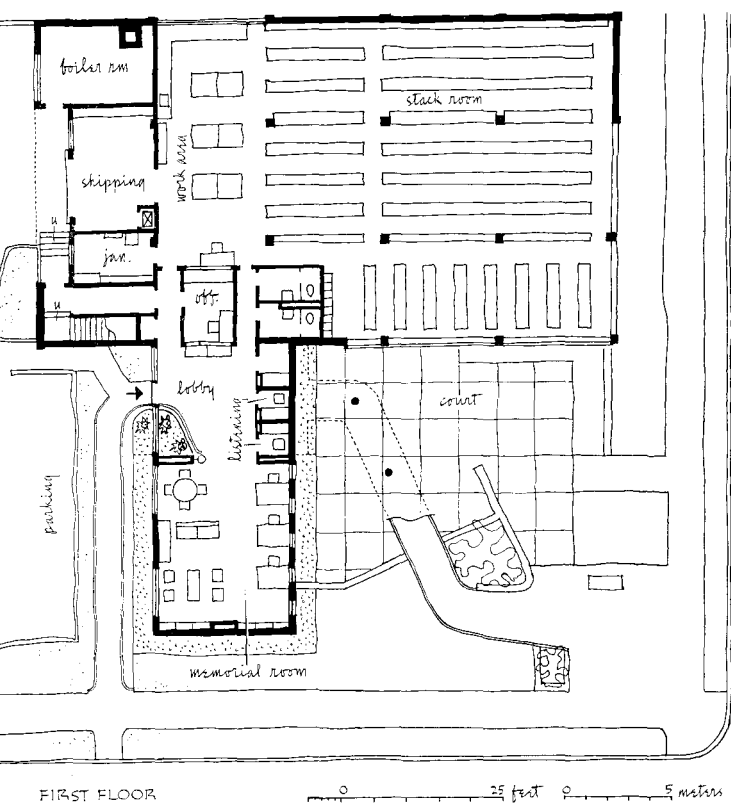 boiler rm
stack room
work area
shipping
u
jan.
off.
u
lobby
court
listening
parking
memorial room
FIRST FLOOR
0 25 feet 0 5 meters